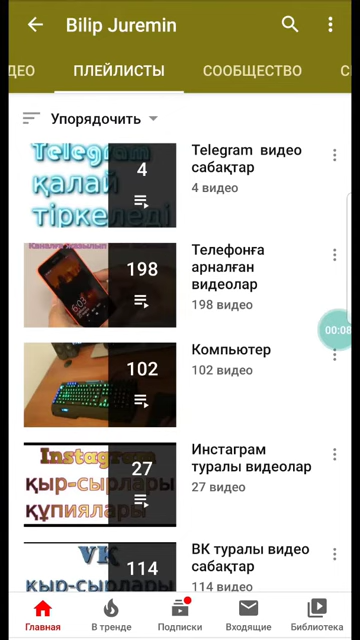 Bilip Juremin
ДЕО ПЛЕЙЛИСТЫ СООБЩЕСТВО
Упорядочить
Telegram
қалай
тіркеледі
4
Telegram видео
сабақтар
4 видео
198
Телефонға
арналған
видеолар
198 видео
00:08
102
Компьютер
102 видео
Instagram
қыр-сырлары
құпиялары
27
Инстаграм
туралы видеолар
27 видео
VK
қыр-сырлары
114
ВК туралы видео
сабақтар
114 видео
Главная В тренде Подписки Входящие Библиотека